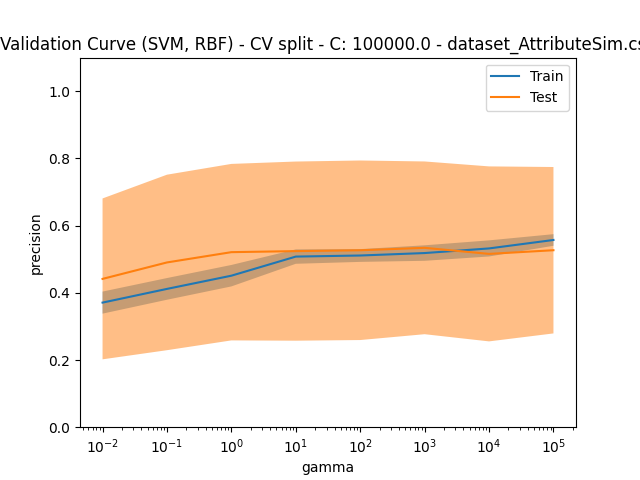 Validation Curve (SVM, RBF) - CV split - C: 100000.0 - dataset_AttributeSim.cs
Train
Test
1.0
0.8
0.6
0.4
0.2
0.0
precision
10⁻² 10⁻¹ 10⁰ 10¹ 10² 10³ 10⁴ 10⁵
gamma